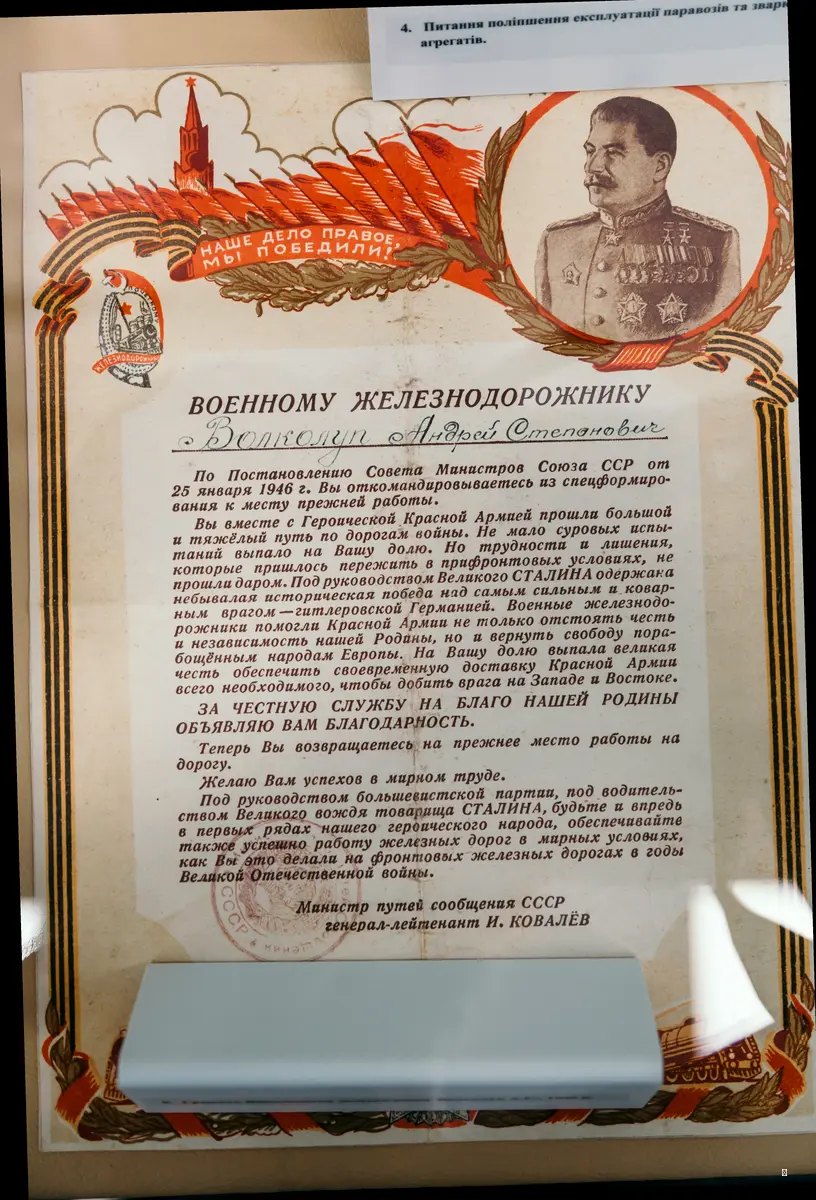 4. Питання поліпшення експлуатації паравозів та
агрегатів.
НАШЕ ДЕЛО ПРАВОЕ,
МЫ ПОБЕДИЛИ!
ЖЕЛЕЗНОДОРОЖНИК
ВОЕННОМУ ЖЕЛЕЗНОДОРОЖНИКУ
Волколуп Андрей Степанович
По Постановлению Совета Министров Союза ССР от
25 января 1946 г. Вы откомандировываетесь из спецформиро-
вания к месту прежней работы.
Вы вместе с Героической Красной Армией прошли большой
и тяжёлый путь по дорогам войны. Не мало суровых испы-
таний выпало на Вашу долю. Но трудности и лишения,
которые пришлось пережить в прифронтовых условиях, не
прошли даром. Под руководством Великого СТАЛИНА одержана
небывалая историческая победа над самым сильным и ковар-
ным врагом — гитлеровской Германией. Военные железнодо-
рожники помогли Красной Армии не только отстоять честь
и независимость нашей Родины, но и вернуть свободу пора-
бощённым народам Европы. На Вашу долю выпала великая
честь обеспечить своевременную доставку Красной Армии
всего необходимого, чтобы добить врага на Западе и Востоке.
ЗА ЧЕСТНУЮ СЛУЖБУ НА БЛАГО НАШЕЙ РОДИНЫ
ОБЪЯВЛЯЮ ВАМ БЛАГОДАРНОСТЬ.
Теперь Вы возвращаетесь на прежнее место работы на
дорогу.
Желаю Вам успехов в мирном труде.
Под руководством большевистской партии, под водитель-
ством Великого вождя товарища СТАЛИНА, будьте и впредь
в первых рядах нашего героического народа, обеспечивайте
также успешно работу железных дорог в мирных условиях,
как Вы это делали на фронтовых железных дорогах в годы
Великой Отечественной войны.
СССР
Министр путей сообщения СССР
генерал-лейтенант И. КОВАЛЁВ